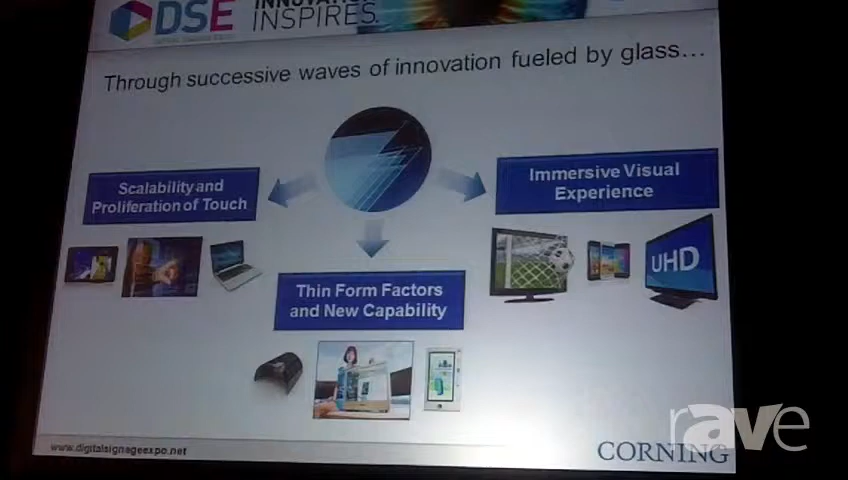 DSE
INSPIRES.
Through successive waves of innovation fueled by glass...
Scalability and
Proliferation of Touch
Immersive Visual
Experience
UHD
Thin Form Factors
and New Capability
www.digitalsignageexpo.net
CORNING
rave